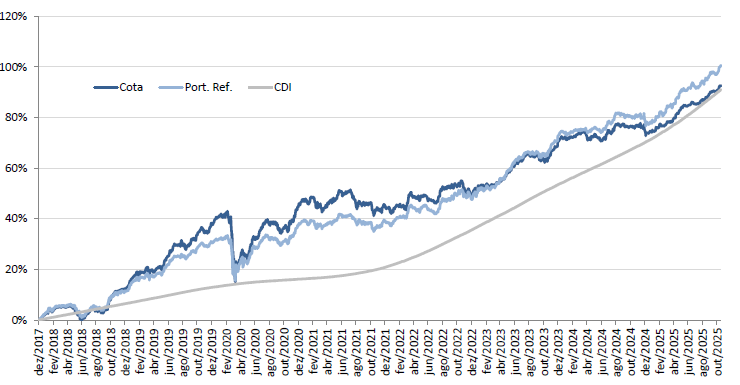 120%
100%
80%
60%
40%
20%
0%
Cota
Port. Ref.
CDI
dez/2017
fev/2018
abr/2018
jun/2018
ago/2018
out/2018
dez/2018
fev/2019
abr/2019
jun/2019
ago/2019
out/2019
dez/2019
fev/2020
abr/2020
jun/2020
ago/2020
out/2020
dez/2020
fev/2021
abr/2021
jun/2021
ago/2021
out/2021
dez/2021
fev/2022
abr/2022
jun/2022
ago/2022
out/2022
dez/2022
fev/2023
abr/2023
jun/2023
ago/2023
out/2023
dez/2023
fev/2024
abr/2024
jun/2024
ago/2024
out/2024
dez/2024
fev/2025
abr/2025
jun/2025
ago/2025
out/2025